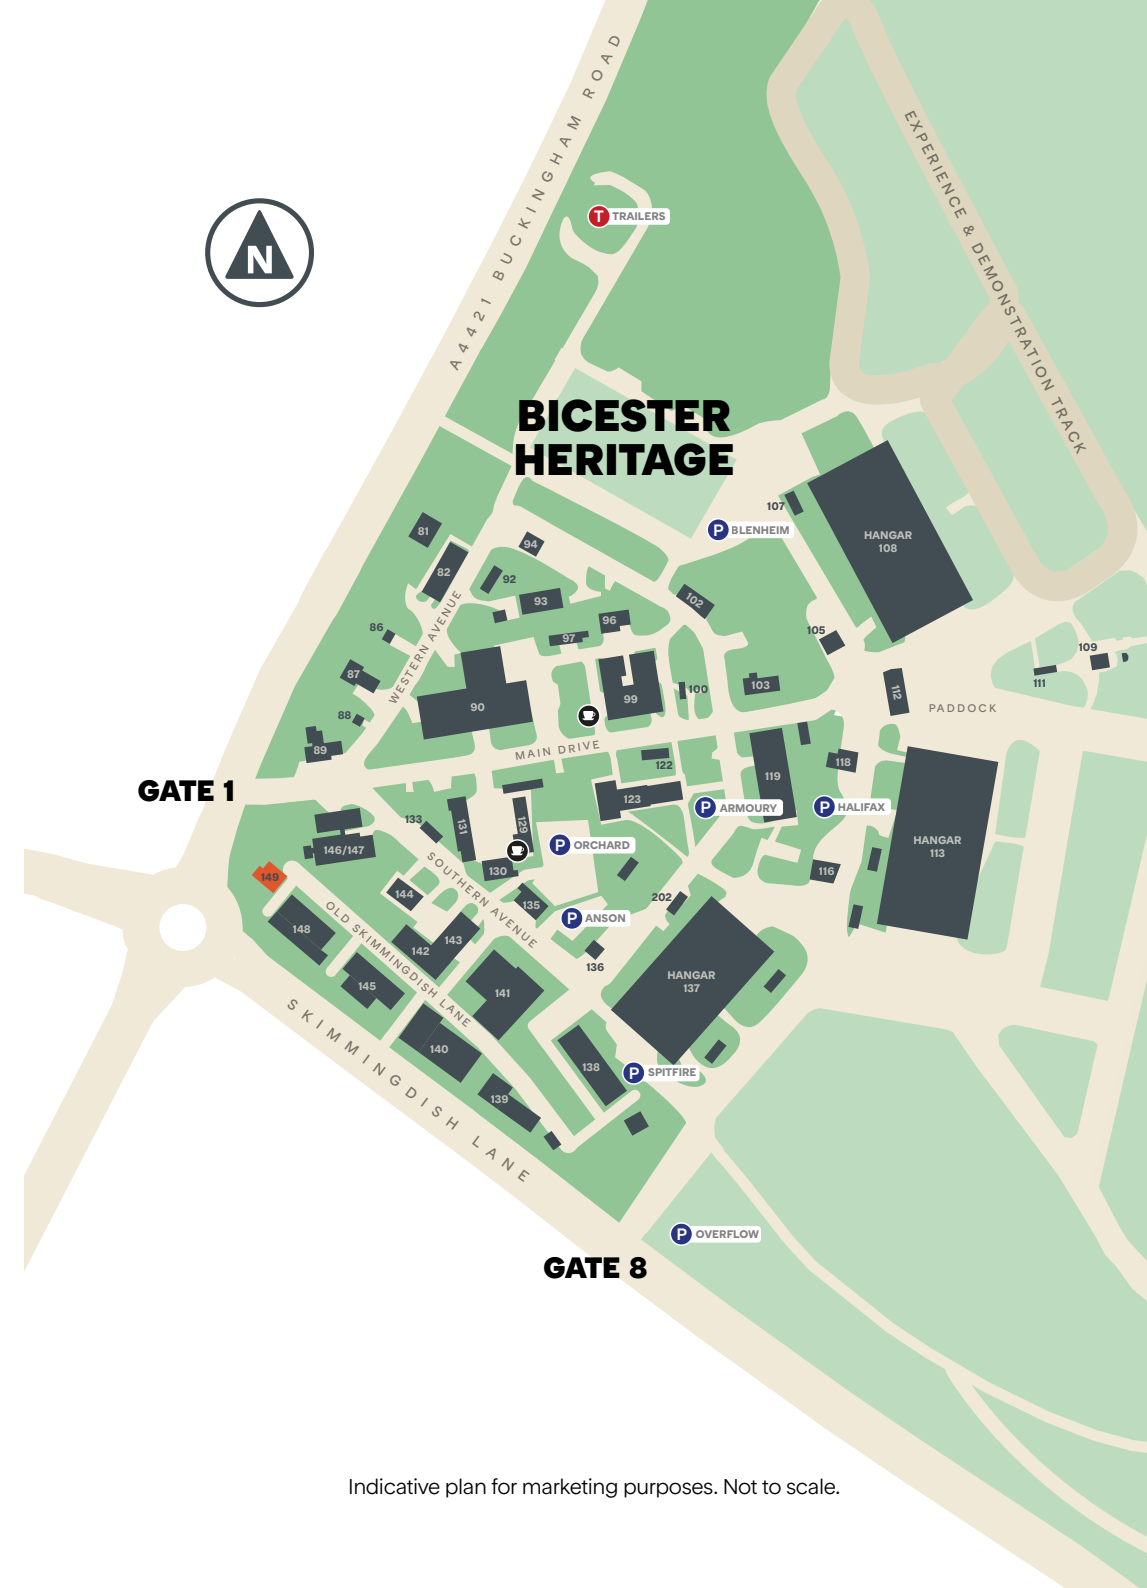 A4421 BUCKINGHAM ROAD
EXPERIENCE & DEMONSTRATION TRACK
T TRAILERS
N
BICESTER
HERITAGE
107
P BLENHEIM
HANGAR
108
81
94
82
92
93
102
96
86
97
105
WESTERN AVENUE
109
87
99
100
103
111
112
90
PADDOCK
88
89
MAIN DRIVE
122
118
119
GATE 1
123
P ARMOURY
P HALIFAX
133
131
129
P ORCHARD
HANGAR
113
146/147
SOUTHERN AVENUE
130
116
149
144
202
135
P ANSON
OLD SKIMMINGDISH LANE
148
143
142
136
HANGAR
137
145
141
SKIMMINGDISH LANE
140
138
P SPITFIRE
139
P OVERFLOW
GATE 8
Indicative plan for marketing purposes. Not to scale.